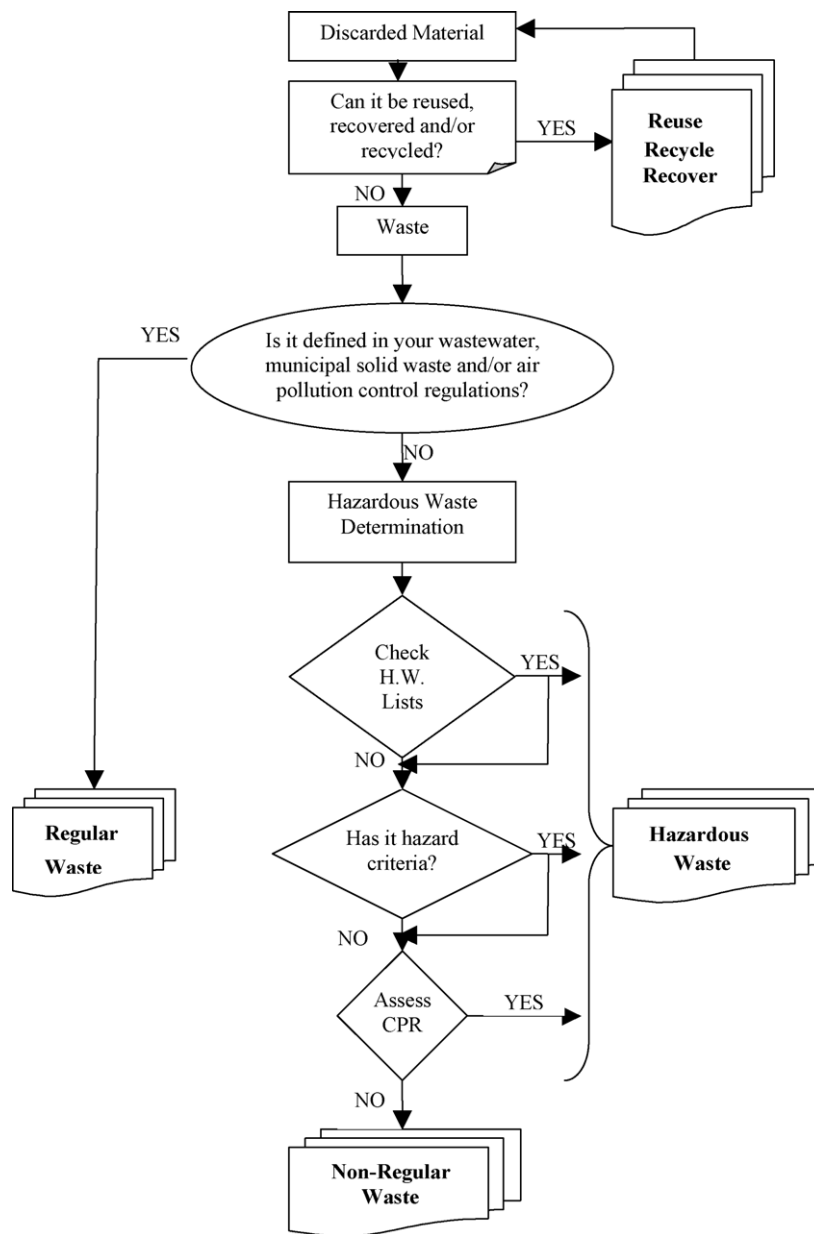 Discarded Material
Can it be reused,
recovered and/or
recycled?
YES
Reuse
Recycle
Recover
NO
Waste
YES
Is it defined in your wastewater,
municipal solid waste and/or air
pollution control regulations?
NO
Hazardous Waste
Determination
Check
H.W.
Lists
YES
NO
Regular
Waste
Has it hazard
criteria?
YES
Hazardous
Waste
NO
Assess
CPR
YES
NO
Non-Regular
Waste